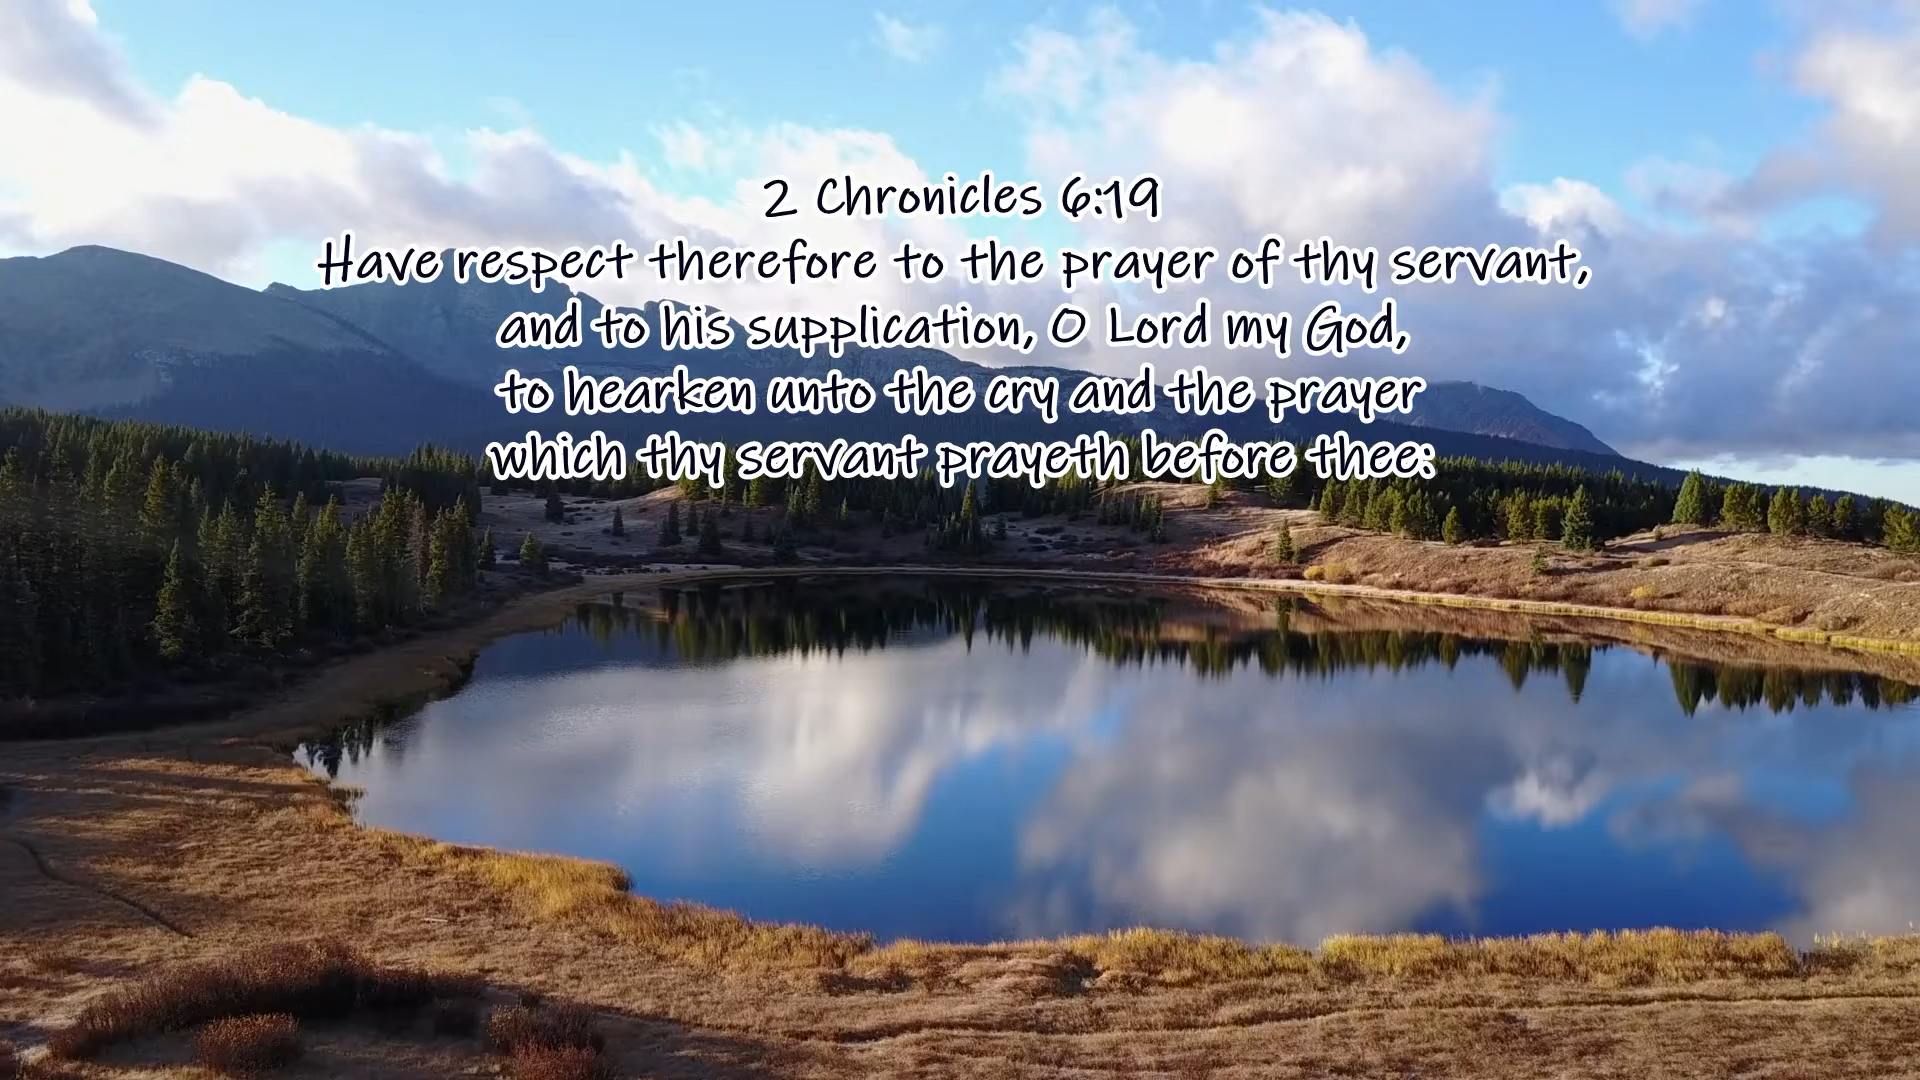 2 Chronicles 6:19
Have respect therefore to the prayer of thy servant,
and to his supplication, O Lord my God,
to hearken unto the cry and the prayer
which thy servant prayeth before thee: